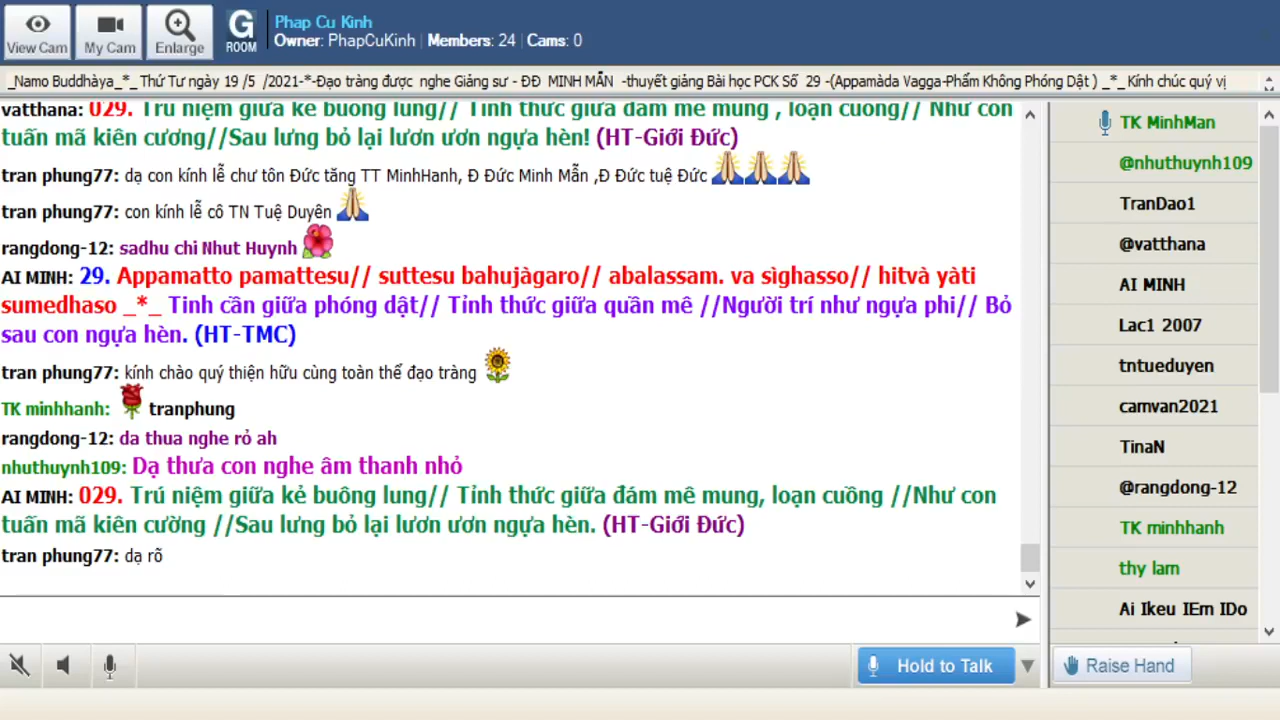 View Cam
My Cam
Enlarge
G
ROOM
Phap Cu Kinh
Owner: PhapCuKinh | Members: 24 | Cams: 0
_Namo Buddhàya_*_ Thứ Tư ngày 19 /5 /2021-*-Đạo tràng được nghe Giảng sư - ĐĐ MINH MẪN -thuyết giảng Bài học PCK Số 29 -(Appamàda Vagga-Phẩm Không Phóng Dật ) _*_Kính chúc quý vị
vatthana: 029. Trú niệm giữa kẻ buông lung// Tỉnh thức giữa đám mê mung , loạn cuồng// Như con
tuấn mã kiên cương//Sau lưng bỏ lại lươn ươn ngựa hèn! (HT-Giới Đức)
tran phung77: dạ con kính lễ chư tôn Đức tăng TT MinhHanh, Đ Đức Minh Mẫn ,Đ Đức tuệ Đức
tran phung77: con kính lễ cô TN Tuệ Duyên
rangdong-12: sadhu chi Nhut Huynh
AI MINH: 29. Appamatto pamattesu// suttesu bahujàgaro// abalassam. va sìghasso// hitvà yàti
sumedhaso _*_ Tinh cần giữa phóng dật// Tỉnh thức giữa quần mê //Người trí như ngựa phi// Bỏ
sau con ngựa hèn. (HT-TMC)
tran phung77: kính chào quý thiện hữu cùng toàn thể đạo tràng
TK minhhanh: tranphung
rangdong-12: da thua nghe rỏ ah
nhuthuynh109: Dạ thưa con nghe âm thanh nhỏ
AI MINH: 029. Trú niệm giữa kẻ buông lung// Tỉnh thức giữa đám mê mung, loạn cuồng //Như con
tuấn mã kiên cường //Sau lưng bỏ lại lươn ươn ngựa hèn. (HT-Giới Đức)
tran phung77: dạ rõ
TK MinhMan
@nhuthuynh109
TranDao1
@vatthana
AI MINH
Lac1 2007
tntueduyen
camvan2021
TinaN
@rangdong-12
TK minhhanh
thy lam
Ai Ikeu IEm IDo
Hold to Talk
Raise Hand